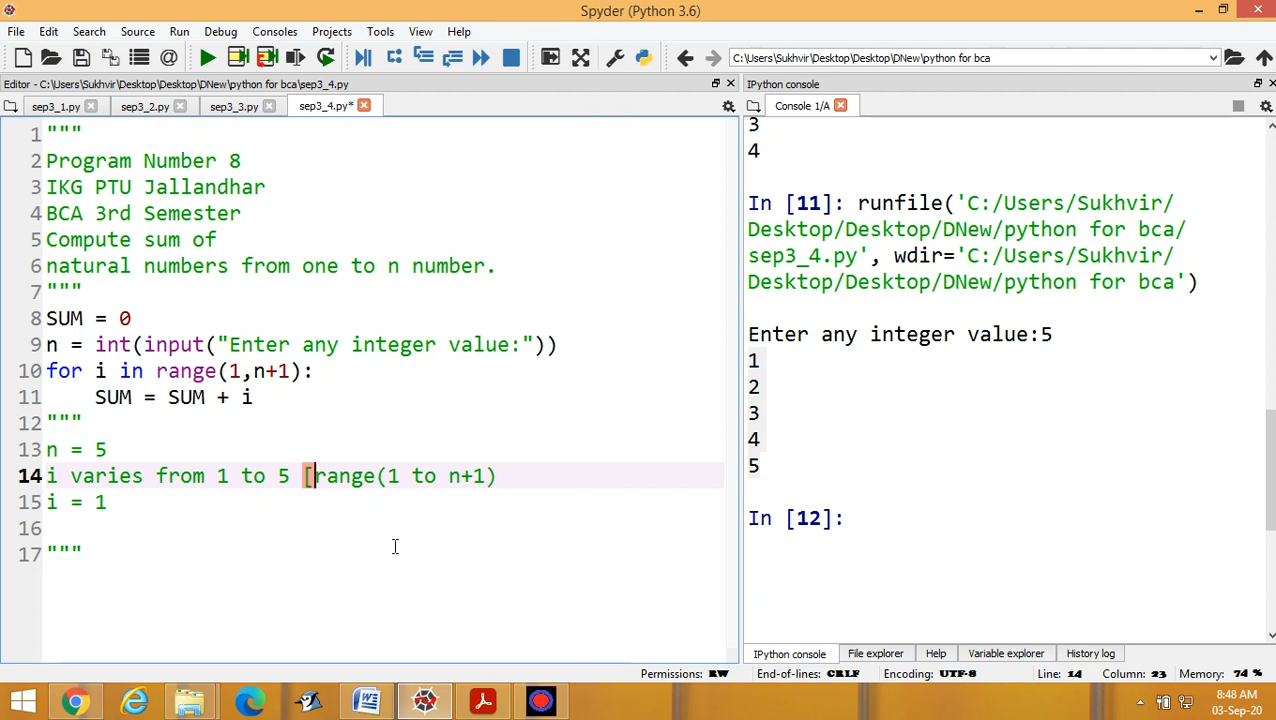 Spyder (Python 3.6)
File Edit Search Source Run Debug Consoles Projects Tools View Help
C:\Users\Sukhvir\Desktop\Desktop\DNew\python for bca
Editor - C:\Users\Sukhvir\Desktop\Desktop\DNew\python for bca\sep3_4.py
IPython console
sep3_1.py sep3_2.py sep3_3.py sep3_4.py*
Console 1/A
1 """
2 Program Number 8
3 IKG PTU Jallandhar
4 BCA 3rd Semester
5 Compute sum of
6 natural numbers from one to n number.
7 """
8 SUM = 0
9 n = int(input("Enter any integer value:"))
10 for i in range(1,n+1):
11     SUM = SUM + i
12 """
13 n = 5
14 i varies from 1 to 5 [range(1 to n+1)
15 i = 1
16
17 """
3
4
In [11]: runfile('C:/Users/Sukhvir/
Desktop/Desktop/DNew/python for bca/
sep3_4.py', wdir='C:/Users/Sukhvir/
Desktop/Desktop/DNew/python for bca')
Enter any integer value:5
1
2
3
4
5
In [12]:
IPython console File explorer Help Variable explorer History log
Permissions: RW End-of-lines: CRLF Encoding: UTF-8 Line: 14 Column: 23 Memory: 74 %
8:48 AM
03-Sep-20